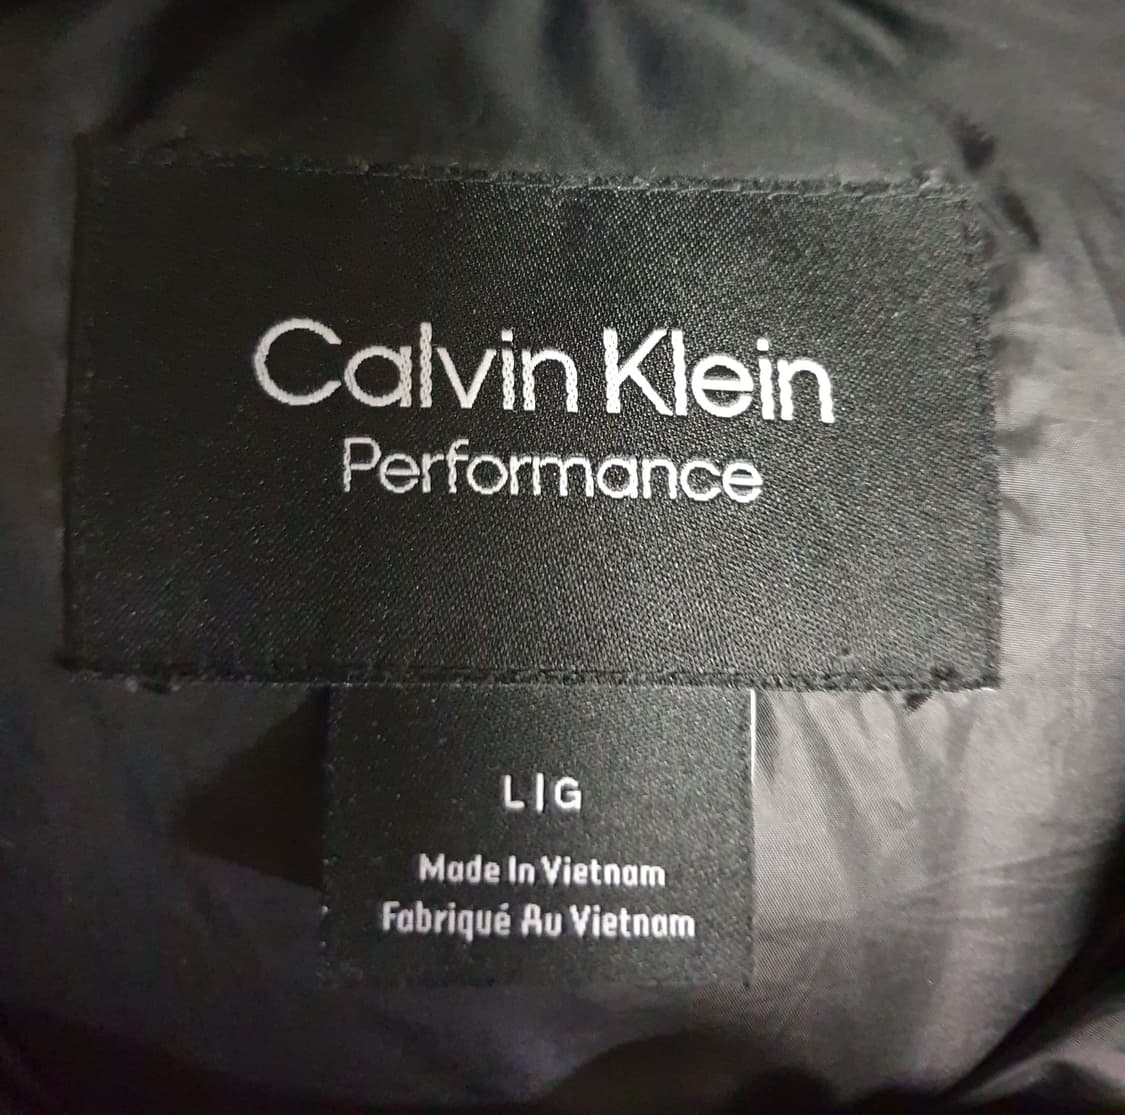 Calvin Klein
Performance
L|G
Made In Vietnam
Fabriqué Au Vietnam